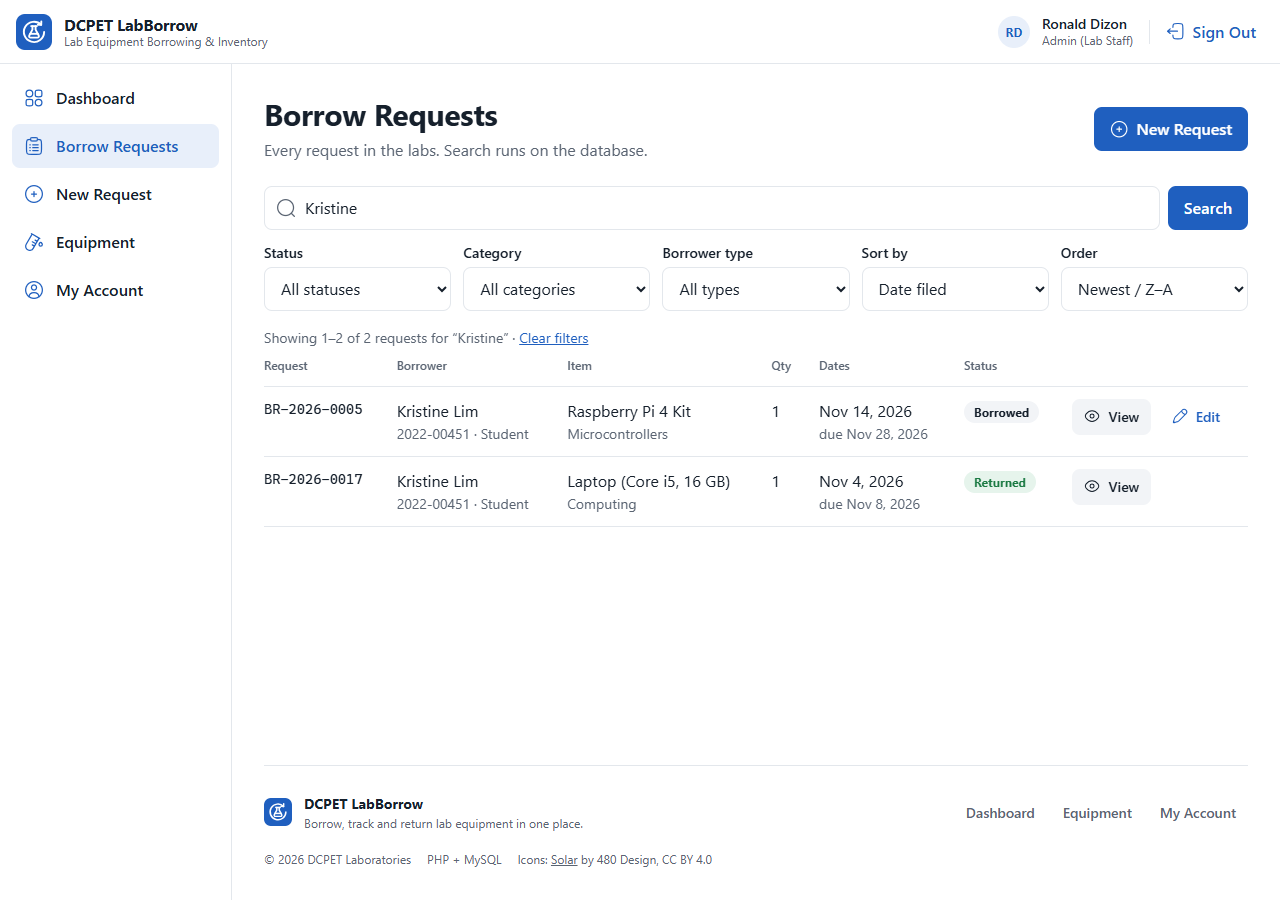 DCPET LabBorrow
Lab Equipment Borrowing & Inventory
RD
Ronald Dizon
Admin (Lab Staff)
Sign Out
Dashboard
Borrow Requests
New Request
Equipment
My Account
Borrow Requests
Every request in the labs. Search runs on the database.
New Request
Kristine
Search
Status
Category
Borrower type
Sort by
Order
All statuses
All categories
All types
Date filed
Newest / Z–A
Showing 1–2 of 2 requests for “Kristine” · Clear filters
Request Borrower Item Qty Dates Status
BR-2026-0005 Kristine Lim Raspberry Pi 4 Kit 1 Nov 14, 2026 Borrowed View Edit
2022-00451 · Student Microcontrollers due Nov 28, 2026
BR-2026-0017 Kristine Lim Laptop (Core i5, 16 GB) 1 Nov 4, 2026 Returned View
2022-00451 · Student Computing due Nov 8, 2026
DCPET LabBorrow
Borrow, track and return lab equipment in one place.
Dashboard Equipment My Account
© 2026 DCPET Laboratories PHP + MySQL Icons: Solar by 480 Design, CC BY 4.0